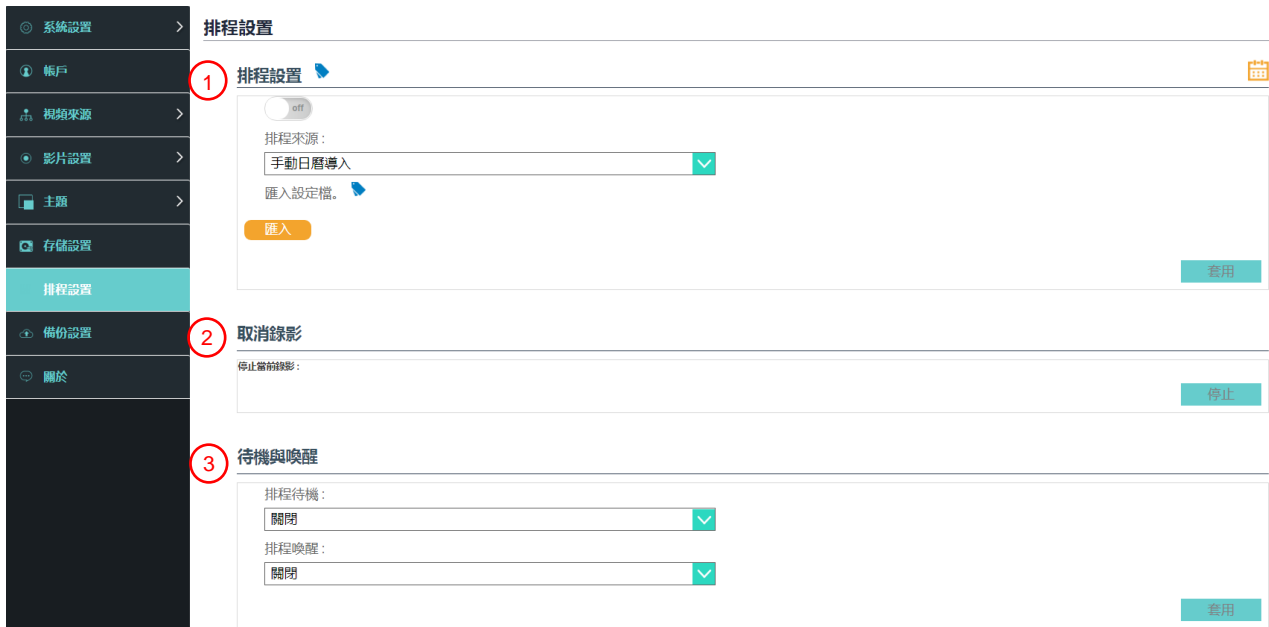 系統設置
帳戶
視頻來源
影片設置
主題
存儲設置
排程設置
備份設置
關於
排程設置
1
排程設置
off
排程來源 :
手動日曆導入
匯入設定檔。
匯入
套用
2
取消錄影
停止當前錄影 :
停止
3
待機與喚醒
排程待機 :
關閉
排程喚醒 :
關閉
套用